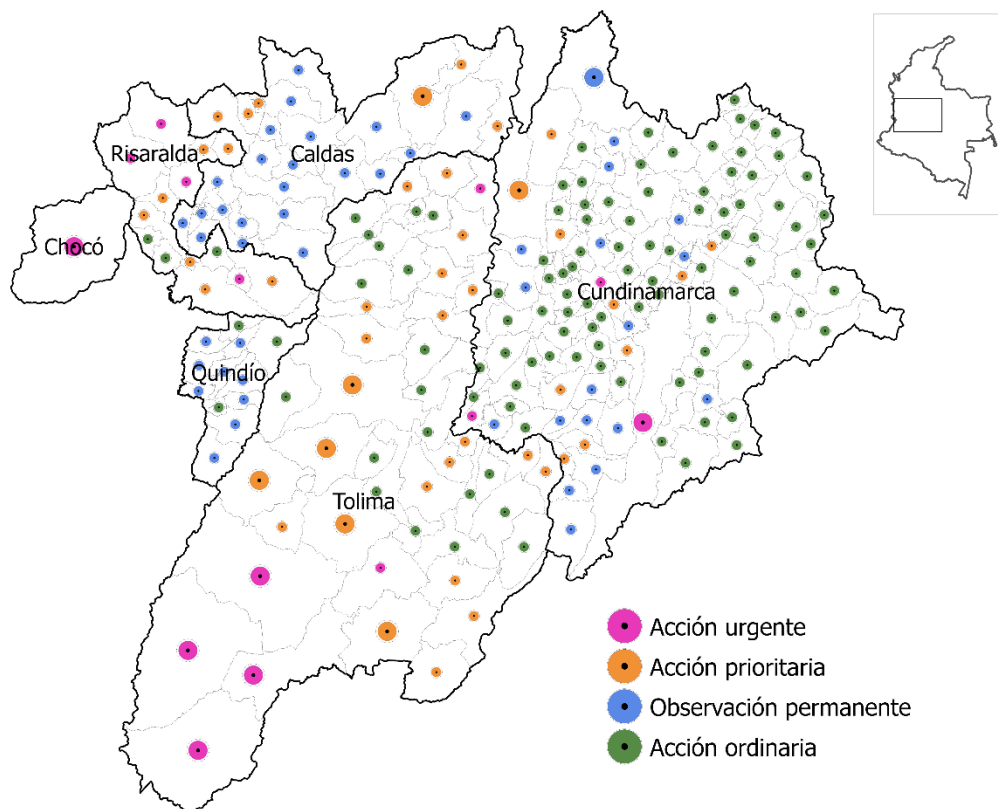 Risaralda
Caldas
Chocó
Cundinamarca
Quindío
Tolima
Acción urgente
Acción prioritaria
Observación permanente
Acción ordinaria